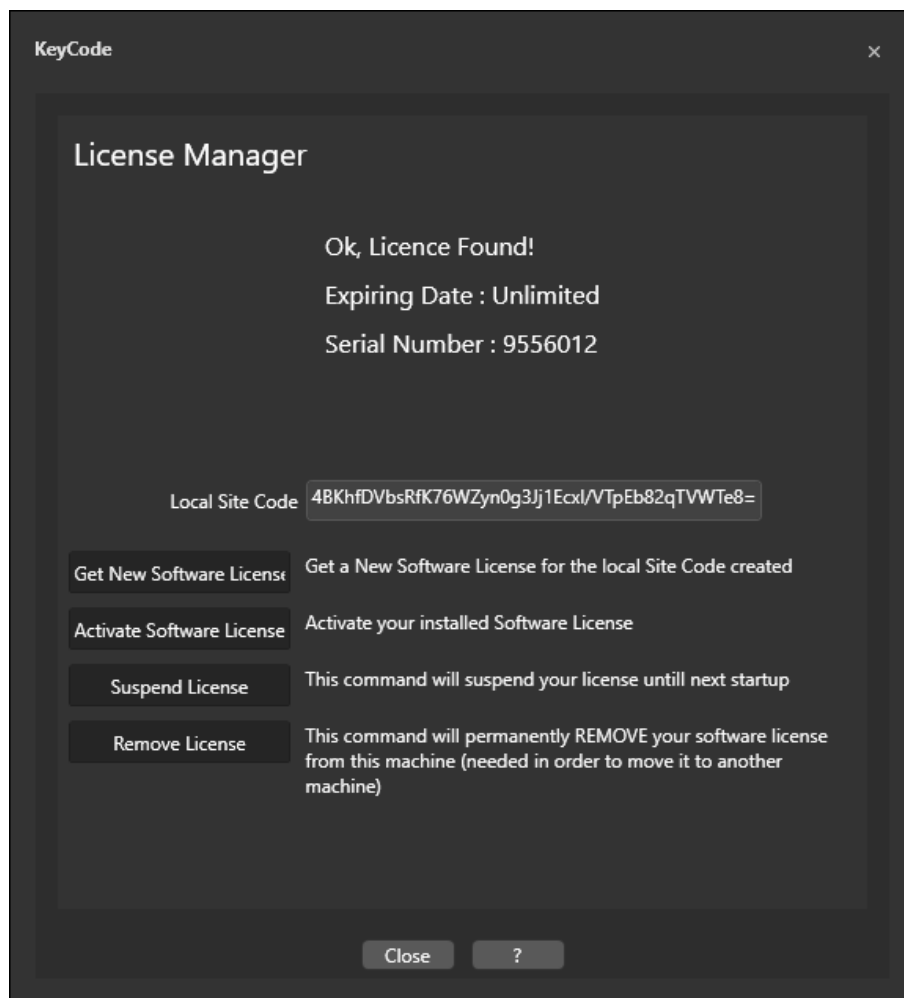 KeyCode
×
License Manager
Ok, Licence Found!
Expiring Date : Unlimited
Serial Number : 9556012
Local Site Code 4BKhfDVbsRfK76WZyn0g3Jj1EcxI/VTpEb82qTVWTe8=
Get New Software License Get a New Software License for the local Site Code created
Activate Software License Activate your installed Software License
Suspend License This command will suspend your license untill next startup
Remove License This command will permanently REMOVE your software license
from this machine (needed in order to move it to another
machine)
Close ?